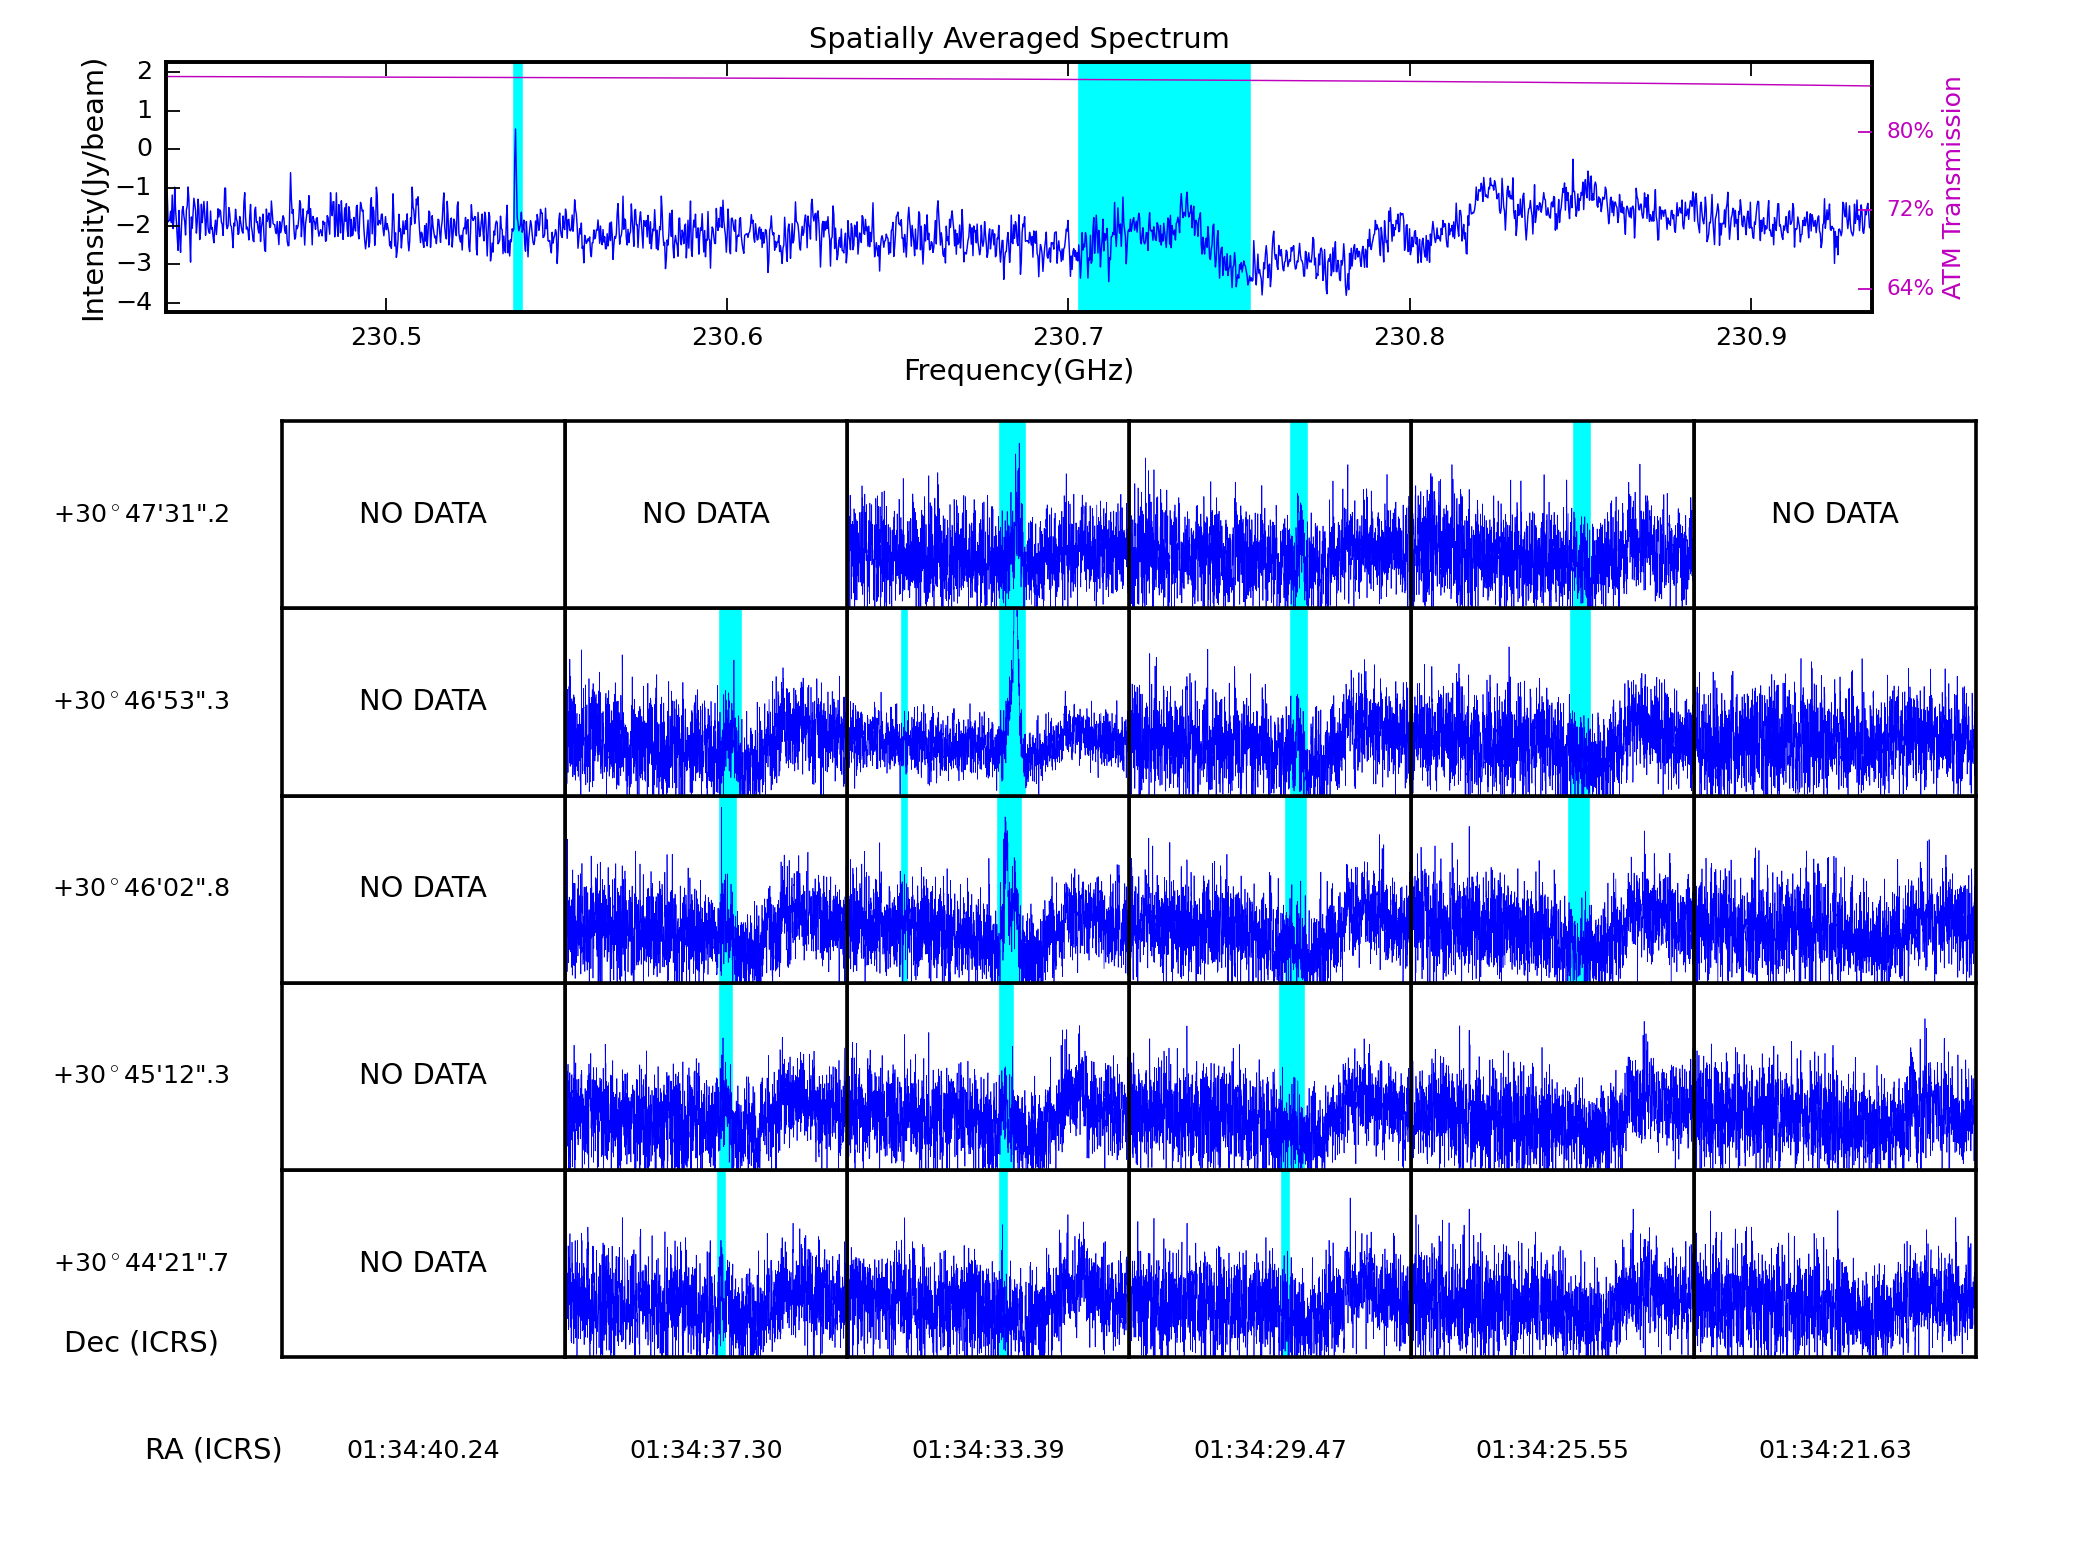 Spatially Averaged Spectrum
Intensity(Jy/beam)
2
1
0
−1
−2
−3
−4
80%
72%
64%
ATM Transmission
230.5 230.6 230.7 230.8 230.9
Frequency(GHz)
+30°47'31".2 NO DATA NO DATA NO DATA
+30°46'53".3 NO DATA
+30°46'02".8 NO DATA
+30°45'12".3 NO DATA
+30°44'21".7 NO DATA
Dec (ICRS)
RA (ICRS) 01:34:40.24 01:34:37.30 01:34:33.39 01:34:29.47 01:34:25.55 01:34:21.63